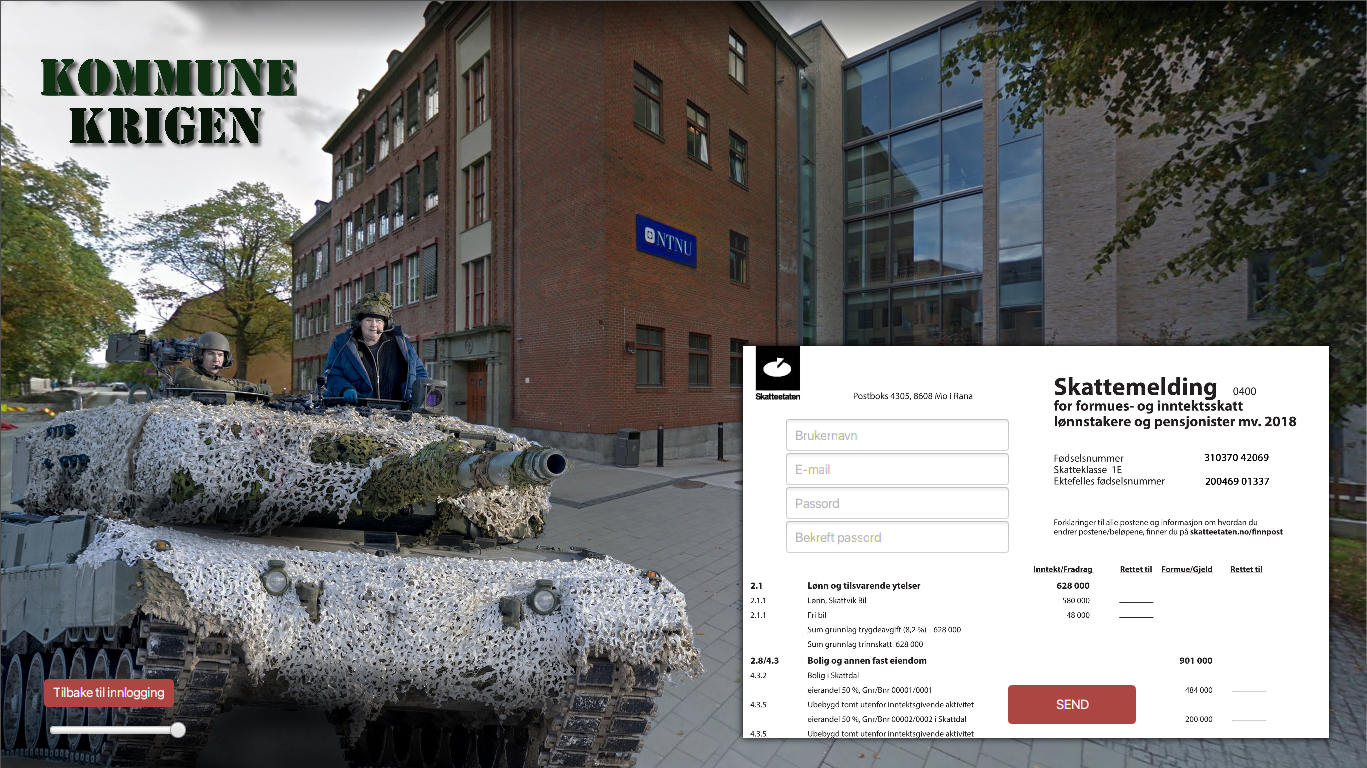 KOMMUNE
KRIGEN
NTNU
Skatteetaten
Postboks 4305, 8608 Mo i Rana
Skattemelding 0400
for formues- og inntektsskatt
lønnstakere og pensjonister mv. 2018
Brukernavn
E-mail
Passord
Bekreft passord
Fødselsnummer 310370 42069
Skatteklasse 1E
Ektefelles fødselsnummer 200469 01337
Forklaringer til alle postene og informasjon om hvordan du
endrer postene/beløpene, finner du på skatteetaten.no/finnpost
Inntekt/Fradrag Rettet til Formue/Gjeld Rettet til
2.1 Lønn og tilsvarende ytelser 628 000
2.1.1 Lønn, Skattvik Bil 580 000
2.1.1 Fri bil 48 000
Sum grunnlag trygdeavgift (8,2 %) 628 000
Sum grunnlag trinnskatt 628 000
2.8/4.3 Bolig og annen fast eiendom 901 000
4.3.2 Bolig i Skattdal
eierandel 50 %, Gnr/Bnr 00001/0001 484 000
4.3.5 Ubebygd tomt utenfor inntektsgivende aktivitet
eierandel 50 %, Gnr/Bnr 00002/0002 i Skattdal 200 000
4.3.5 Ubebygd tomt utenfor inntektsgivende aktivitet
SEND
Tilbake til innlogging